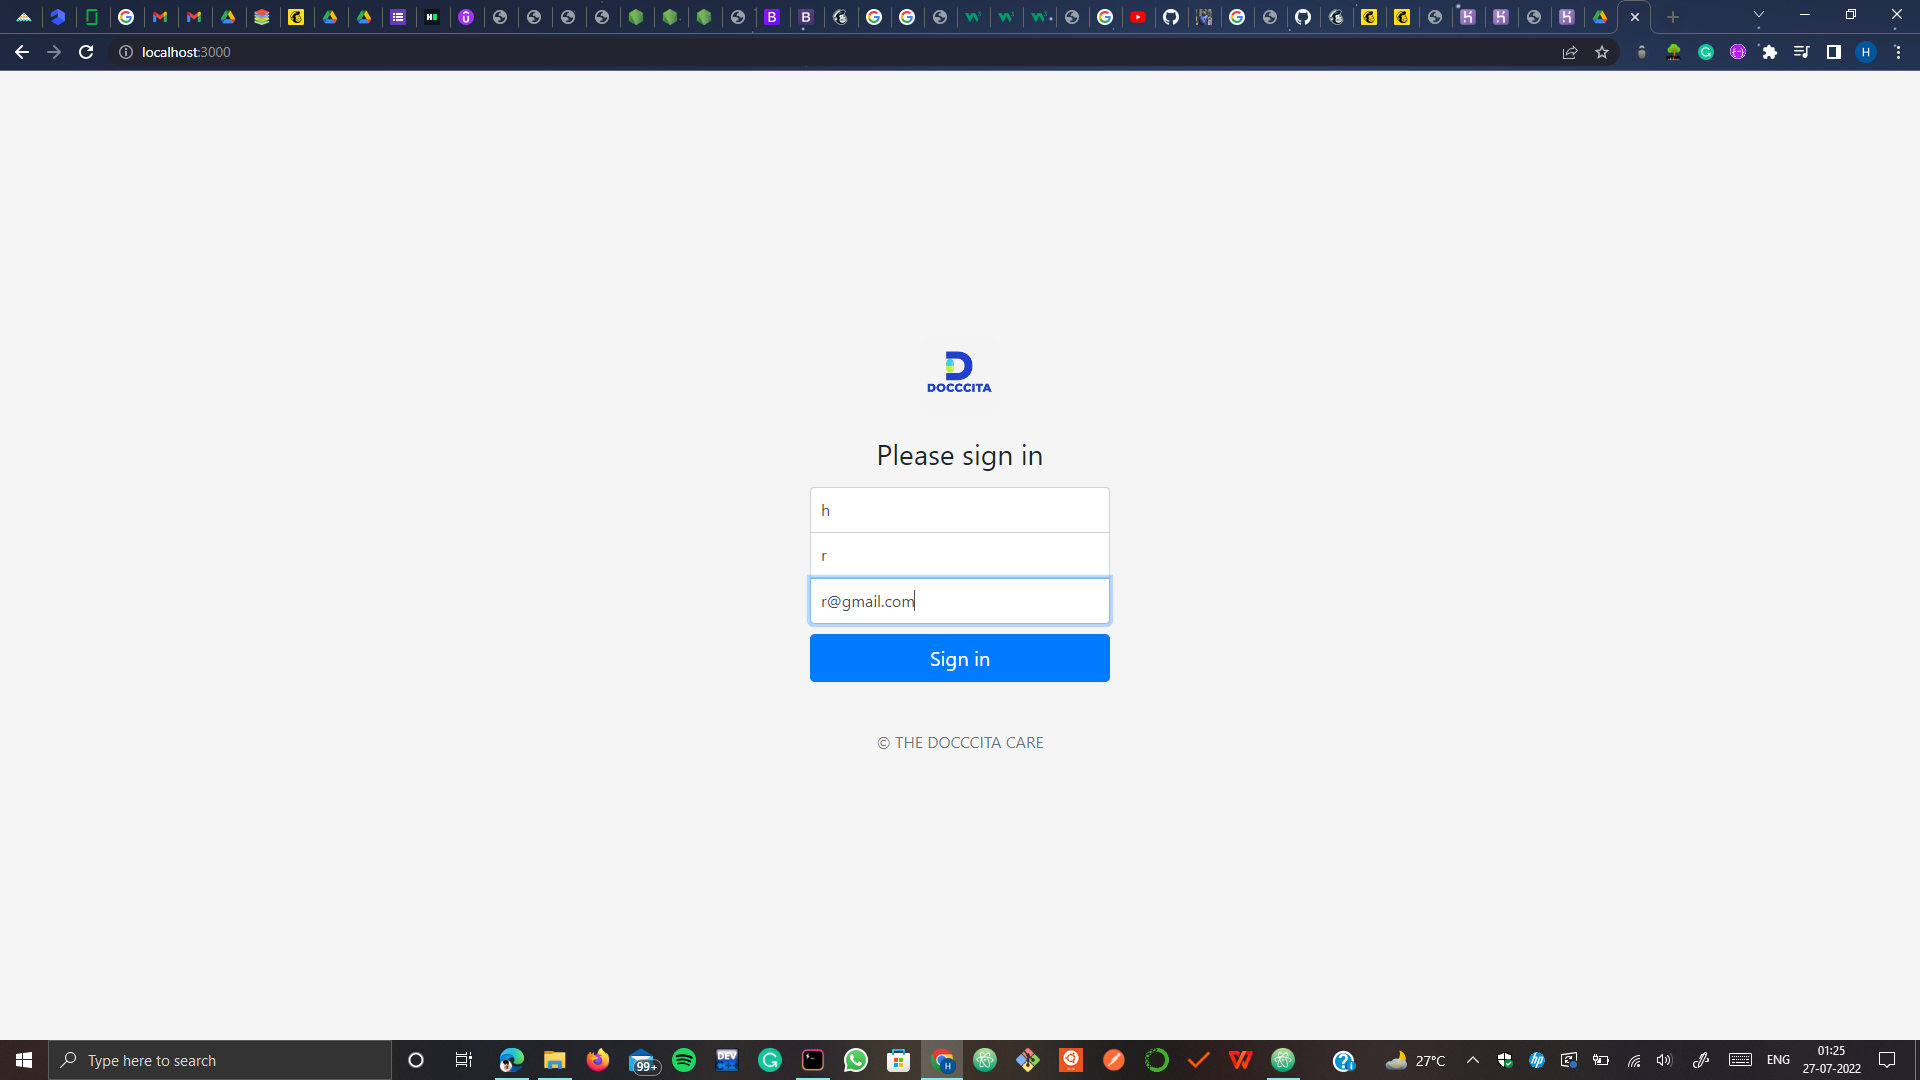 localhost:3000
H
DOCCCITA
Please sign in
h
r
r@gmail.com
Sign in
© THE DOCCCITA CARE
Type here to search
99+
DEV
27°C
ENG
01:25
27-07-2022